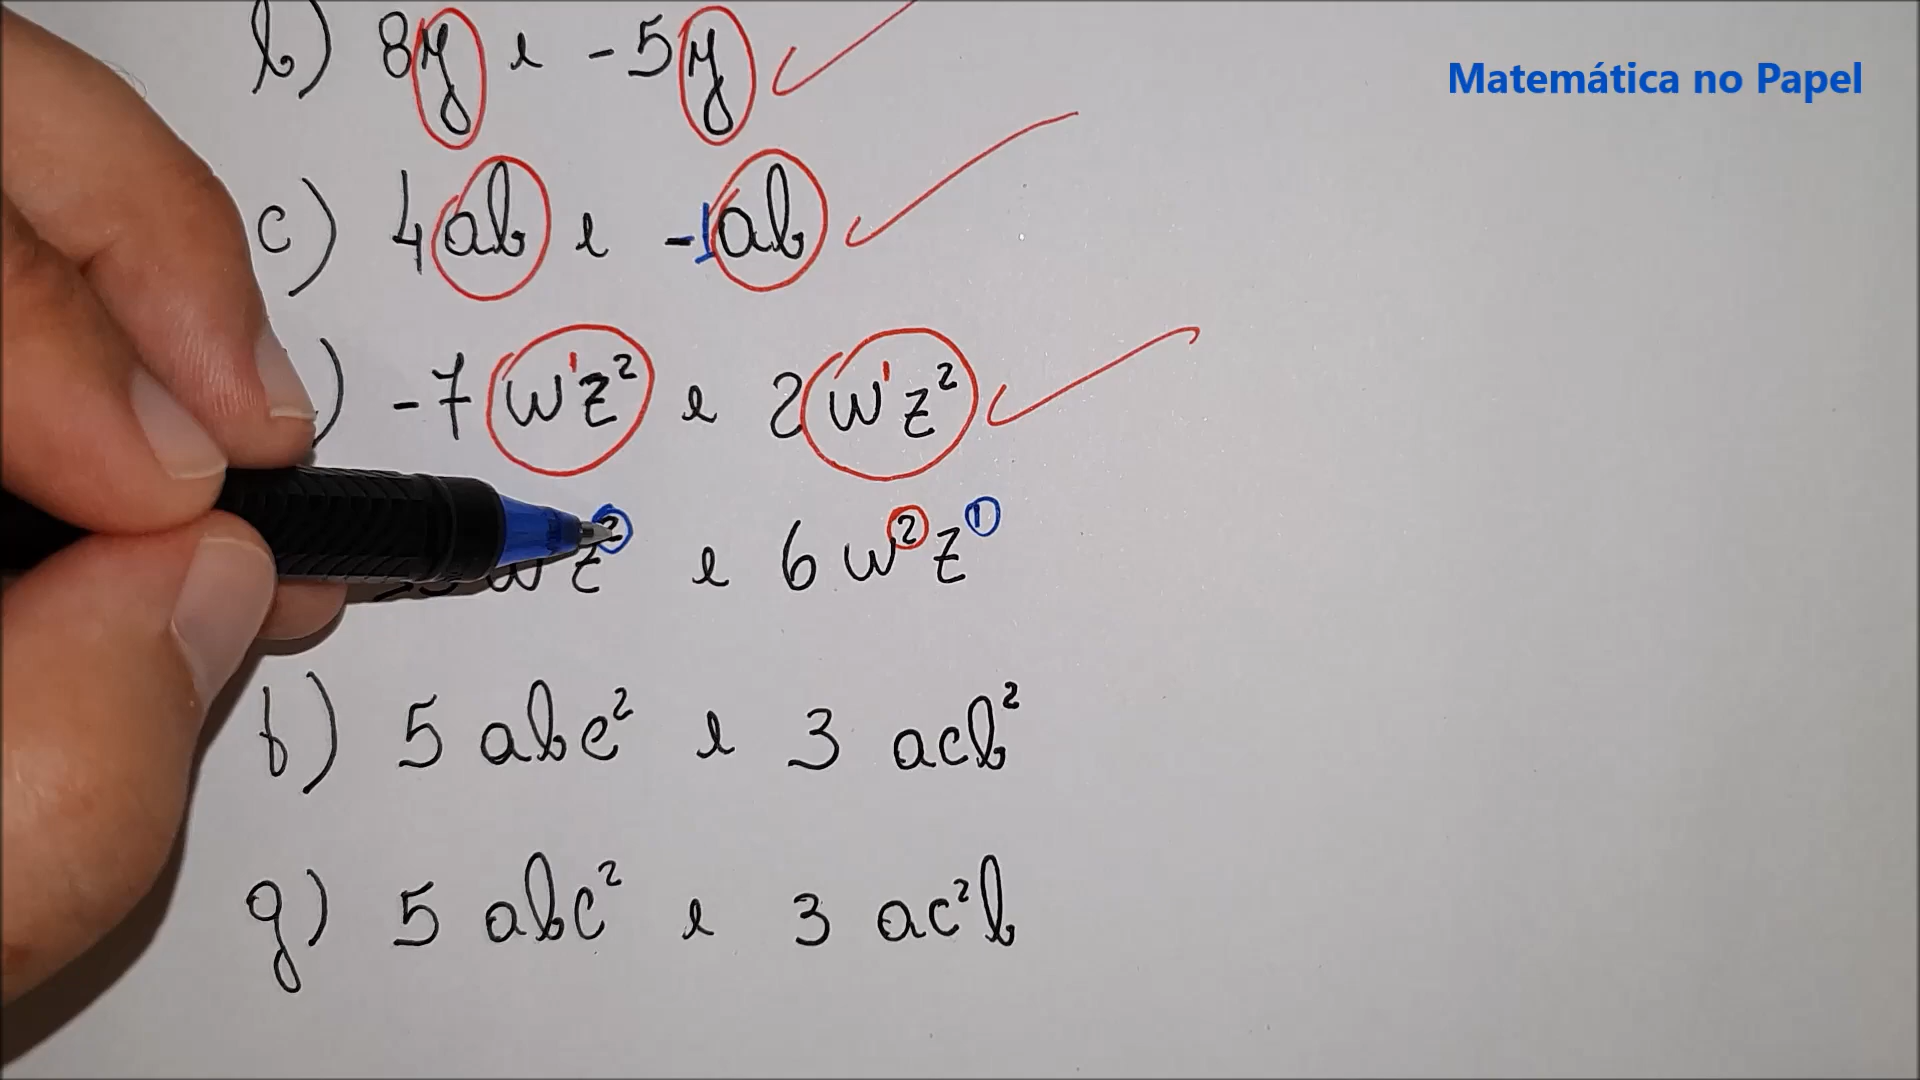 Matemática no Papel
b) 8y e -5y
c) 4ab e -1ab
) -7 w¹z² e 2 w¹z²
z² e 6 w²z¹
f) 5 abc² e 3 acb²
g) 5 abc² e 3 ac²b